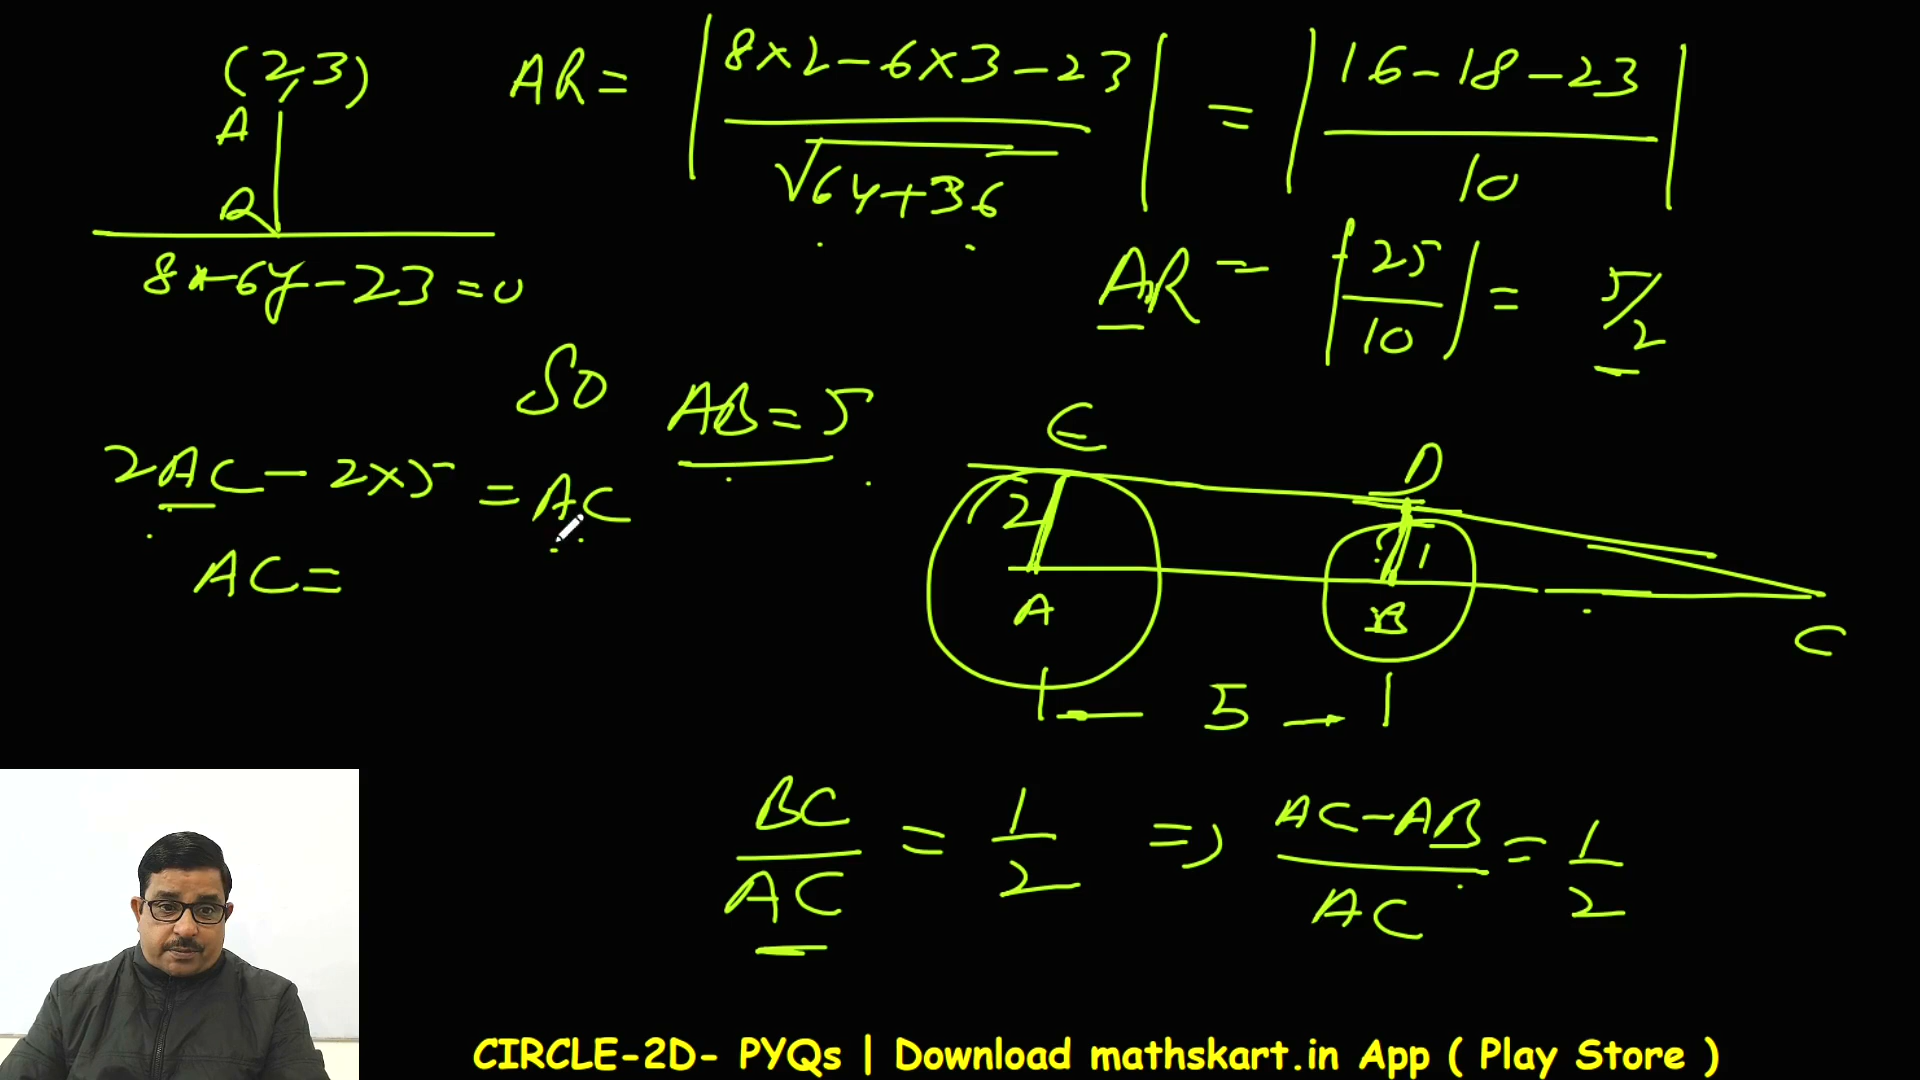 (2,3) AR = |8×2-6×3-23 / √64+36| = |16-18-23 / 10|
A
R
8x-6y-23=0
AR = |-25/10| = 5/2
So AB=5
2AC-2×5 = AC
AC=
E
D
2
? 1
A
B
C
5
BC/AC = 1/2 => AC-AB/AC = 1/2
CIRCLE-2D- PYQs | Download mathskart.in App ( Play Store )